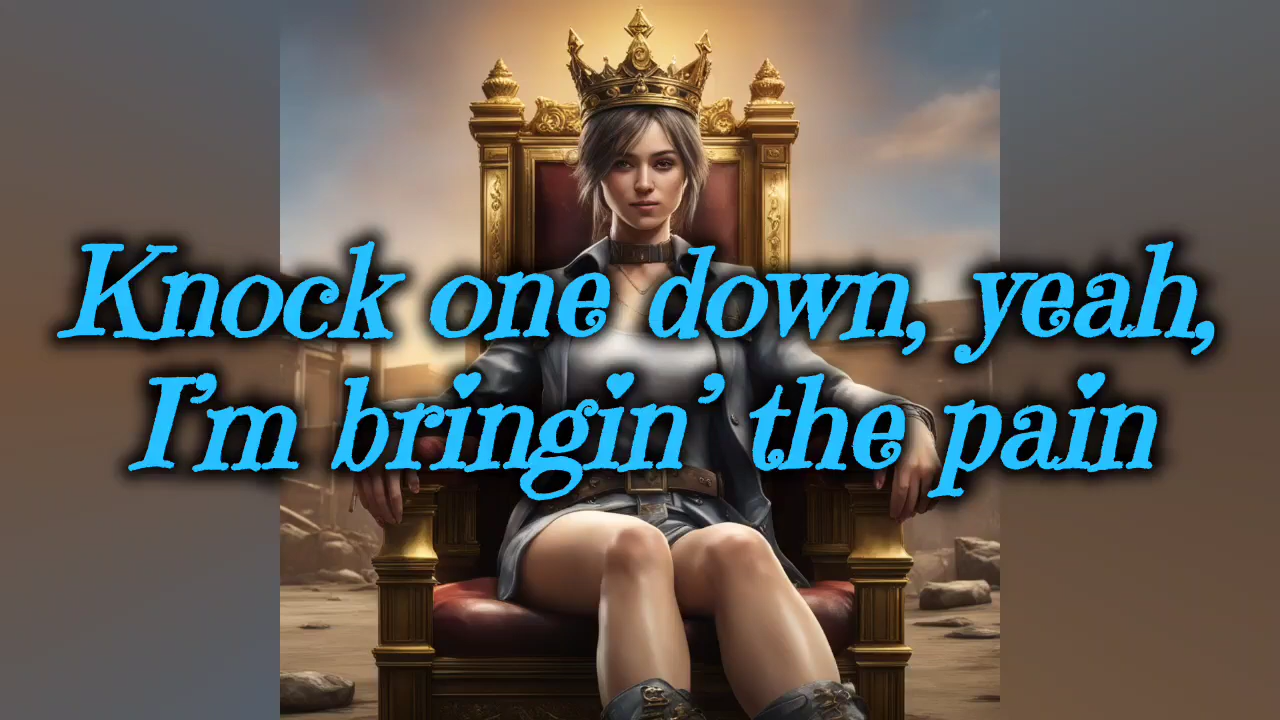 Knock one down, yeah,
I'm bringin' the pain